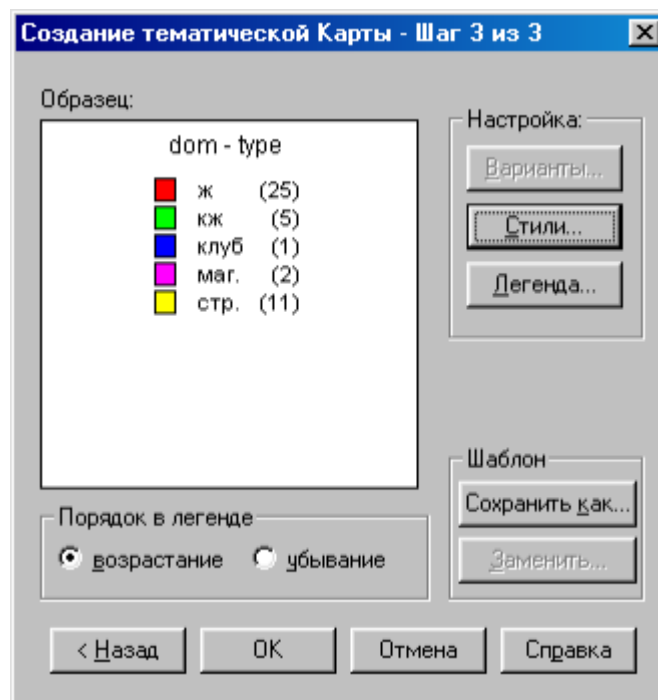 Создание тематической Карты - Шаг 3 из 3
Образец:
dom - type
ж (25)
кж (5)
клуб (1)
маг. (2)
стр. (11)
Настройка:
Варианты...
Стили...
Легенда...
Шаблон
Сохранить как...
Заменить...
Порядок в легенде
возрастание
убывание
< Назад
OK
Отмена
Справка